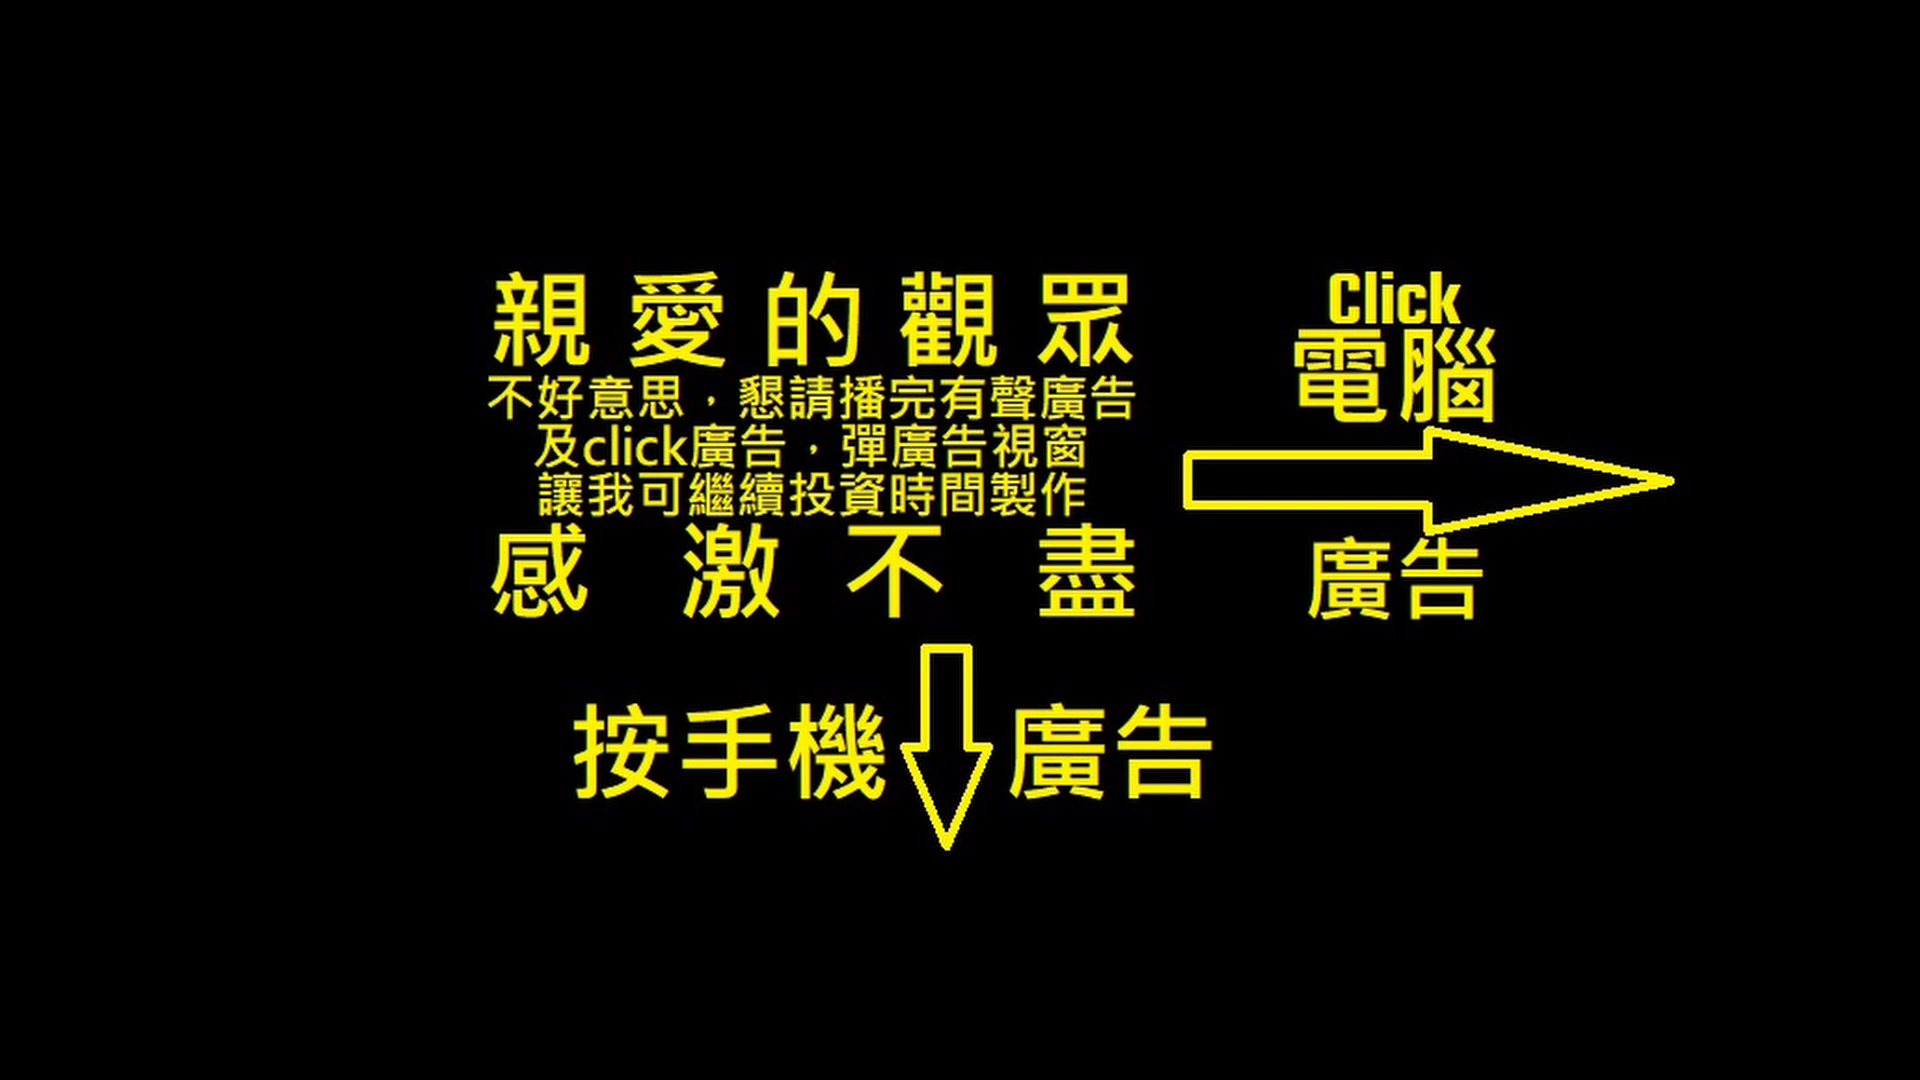 親愛的觀眾
不好意思，懇請播完有聲廣告
及click廣告，彈廣告視窗
讓我可繼續投資時間製作
感激不盡
Click
電腦
廣告
按手機廣告